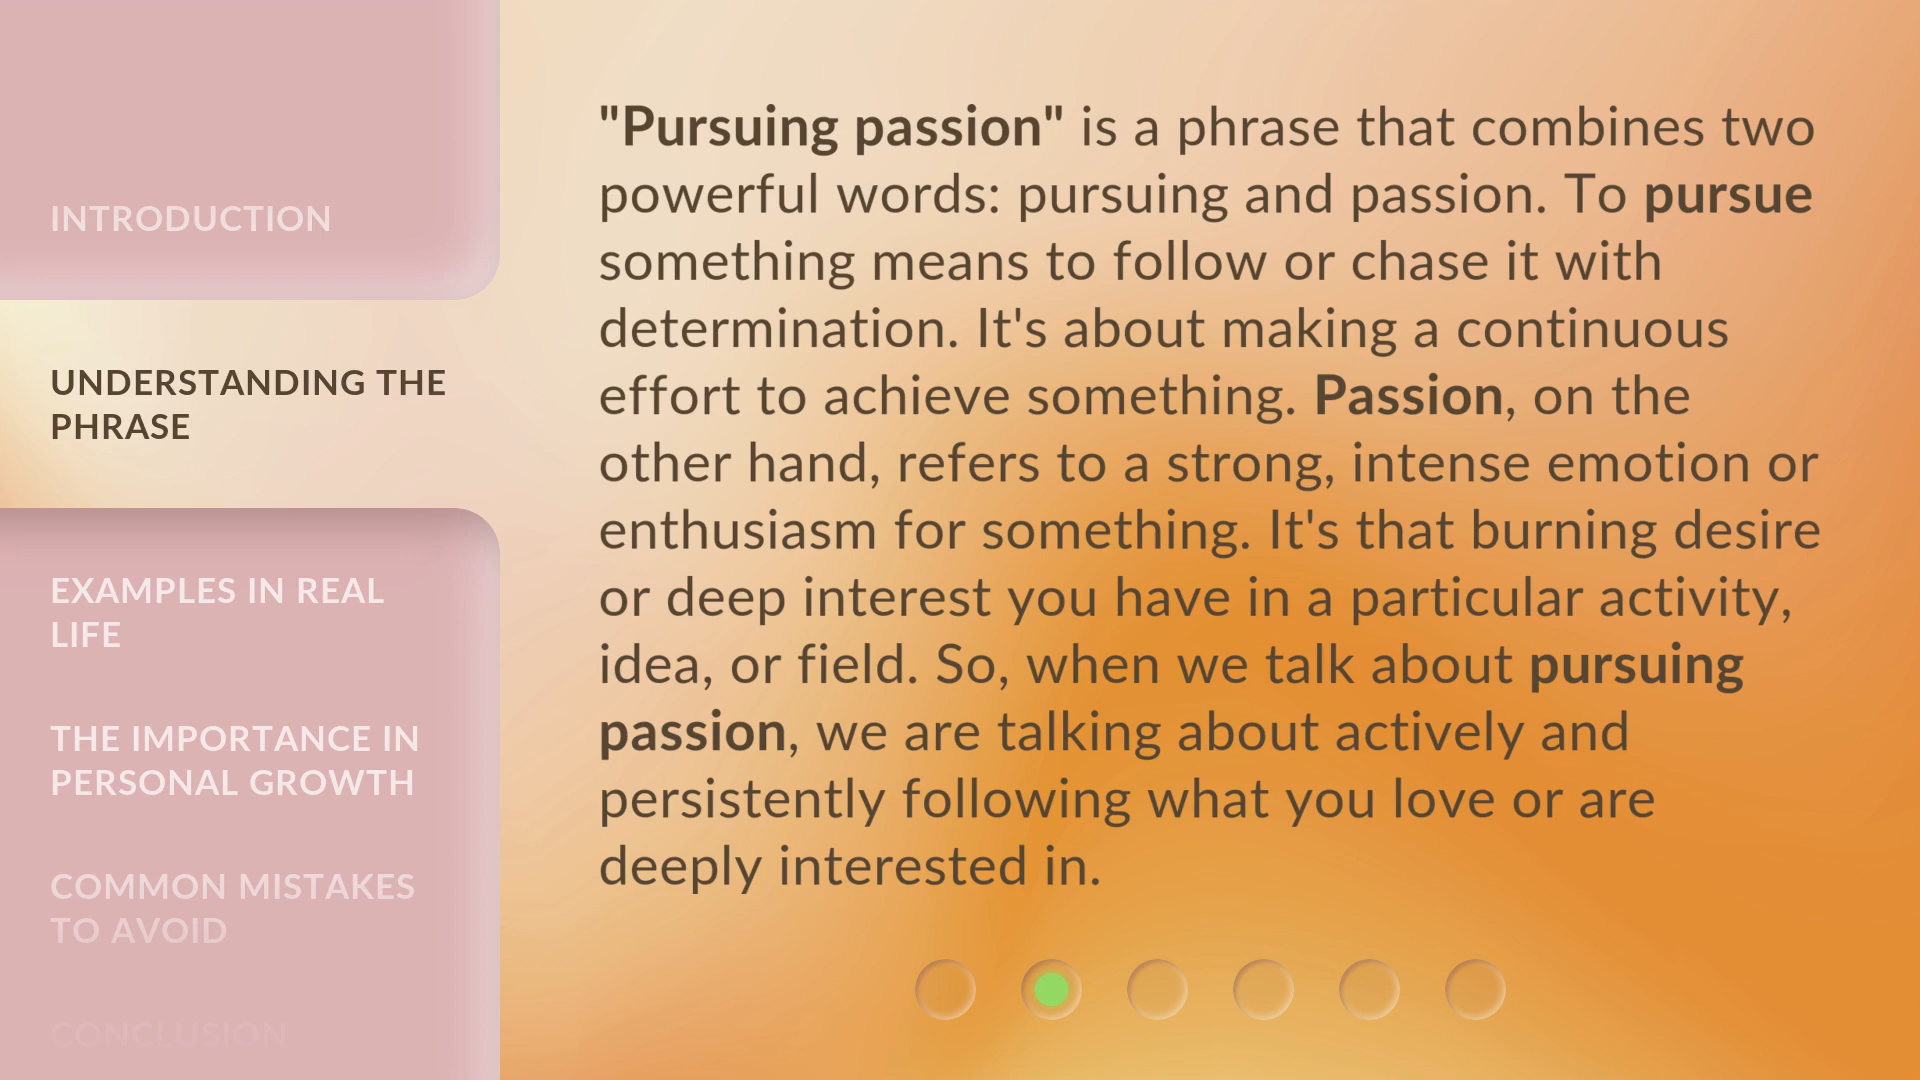 INTRODUCTION
UNDERSTANDING THE
PHRASE
EXAMPLES IN REAL
LIFE
THE IMPORTANCE IN
PERSONAL GROWTH
COMMON MISTAKES
TO AVOID
CONCLUSION
"Pursuing passion" is a phrase that combines two
powerful words: pursuing and passion. To pursue
something means to follow or chase it with
determination. It's about making a continuous
effort to achieve something. Passion, on the
other hand, refers to a strong, intense emotion or
enthusiasm for something. It's that burning desire
or deep interest you have in a particular activity,
idea, or field. So, when we talk about pursuing
passion, we are talking about actively and
persistently following what you love or are
deeply interested in.